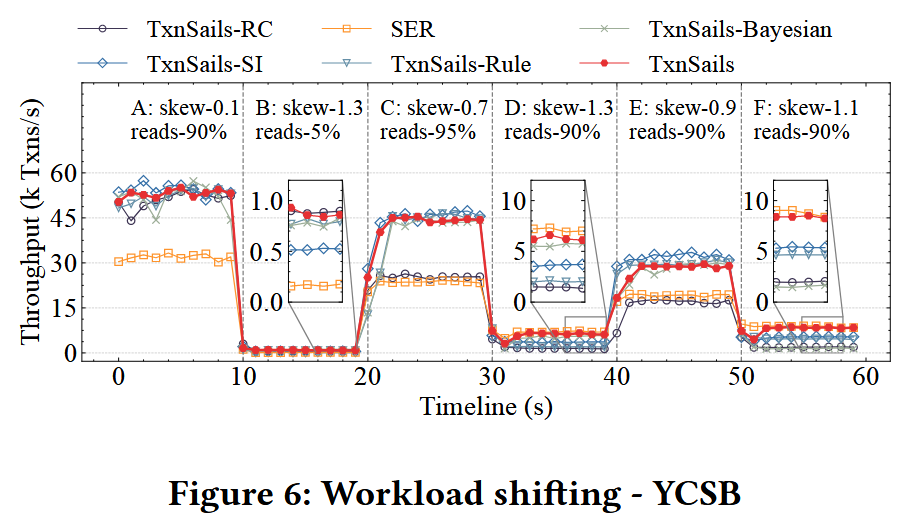 TxnSails-RC SER TxnSails-Bayesian
TxnSails-SI TxnSails-Rule TxnSails
Throughput (k Txns/s)
60
45
30
15
0
A: skew-0.1
reads-90%
B: skew-1.3
reads-5%
C: skew-0.7
reads-95%
D: skew-1.3
reads-90%
E: skew-0.9
reads-90%
F: skew-1.1
reads-90%
1.0
0.5
0.0
10
5
0
10
5
0
0 10 20 30 40 50 60
Timeline (s)
Figure 6: Workload shifting - YCSB